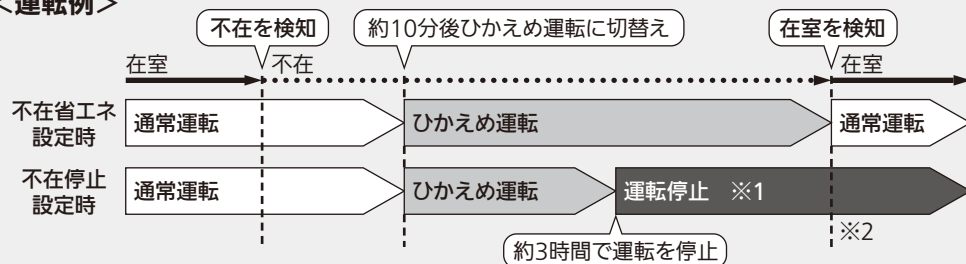 ＜運転例＞
不在を検知
約10分後ひかえめ運転に切替え
在室を検知
在室
不在
在室
不在省エネ
設定時
通常運転
ひかえめ運転
通常運転
不在停止
設定時
通常運転
ひかえめ運転
運転停止　※1
※2
約3時間で運転を停止